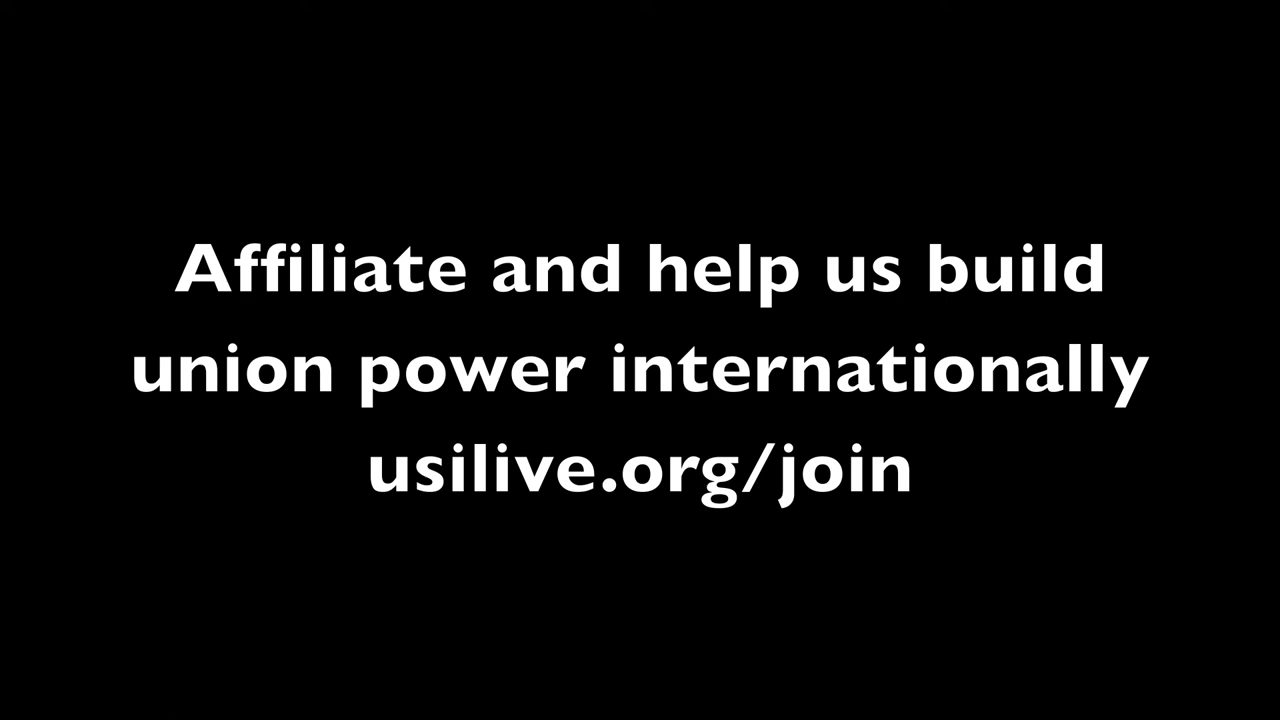 Affiliate and help us build
union power internationally
usilive.org/join